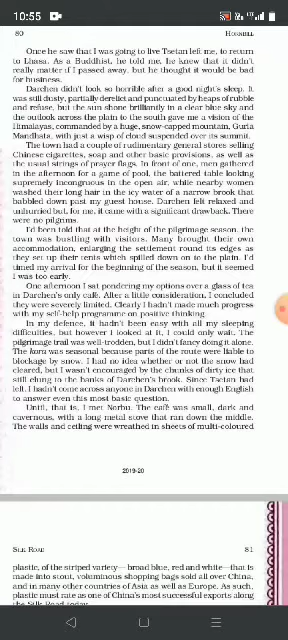 10:55
80 HORNBILL
Once he saw that I was going to live Tsetan left me, to return
to Lhasa. As a Buddhist, he told me, he knew that it didn't
really matter if I passed away, but he thought it would be bad
for business.
Darchen didn't look so horrible after a good night's sleep. It
was still dusty, partially derelict and punctuated by heaps of rubble
and refuse, but the sun shone brilliantly in a clear blue sky and
the outlook across the plain to the south gave me a vision of the
Himalayas, commanded by a huge, snow-capped mountain, Gurla
Mandhata, with just a wisp of cloud suspended over its summit.
The town had a couple of rudimentary general stores selling
Chinese cigarettes, soap and other basic provisions, as well as
the usual strings of prayer flags. In front of one, men gathered
in the afternoon for a game of pool, the battered table looking
supremely incongruous in the open air, while nearby women
washed their long hair in the icy water of a narrow brook that
babbled down past my guest house. Darchen felt relaxed and
unhurried but, for me, it came with a significant drawback. There
were no pilgrims.
I'd been told that at the height of the pilgrimage season, the
town was bustling with visitors. Many brought their own
accommodation, enlarging the settlement round its edges as
they set up their tents which spilled down on to the plain. I'd
timed my arrival for the beginning of the season, but it seemed
I was too early.
One afternoon I sat pondering my options over a glass of tea
in Darchen's only café. After a little consideration, I concluded
they were severely limited. Clearly I hadn't made much progress
with my self-help programme on positive thinking.
In my defence, it hadn't been easy with all my sleeping
difficulties, but however I looked at it, I could only wait. The
pilgrimage trail was well-trodden, but I didn't fancy doing it alone.
The kora was seasonal because parts of the route were liable to
blockage by snow. I had no idea whether or not the snow had
cleared, but I wasn't encouraged by the chunks of dirty ice that
still clung to the banks of Darchen's brook. Since Tsetan had
left, I hadn't come across anyone in Darchen with enough English
to answer even this most basic question.
Until, that is, I met Norbu. The café was small, dark and
cavernous, with a long metal stove that ran down the middle.
The walls and ceiling were wreathed in sheets of multi-coloured
2019-20
SILK ROAD 81
plastic, of the striped variety— broad blue, red and white—that is
made into stout, voluminous shopping bags sold all over China,
and in many other countries of Asia as well as Europe. As such,
plastic must rate as one of China's most successful exports along
the Silk Road today.